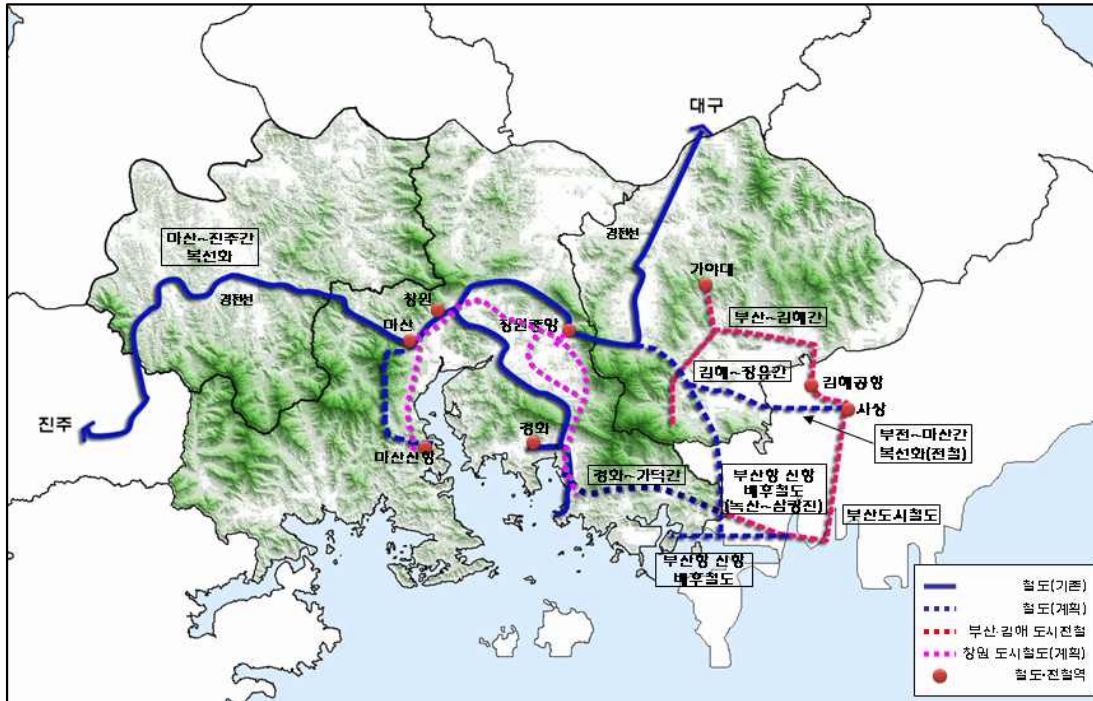 대구
마산~진주간
복선화
경전선
가야대
경전선
창원
부산~김해간
마산
창원중앙
김해~장유간
김해공항
사상
진주
경화
부전~마산간
복선화(전철)
마산신항
경화~가덕간
부산항 신항
배후철도
(녹산~삼랑진)
부산도시철도
부산항 신항
배후철도
철도(기존)
철도(계획)
부산·김해 도시전철
창원 도시철도(계획)
철도·전철역